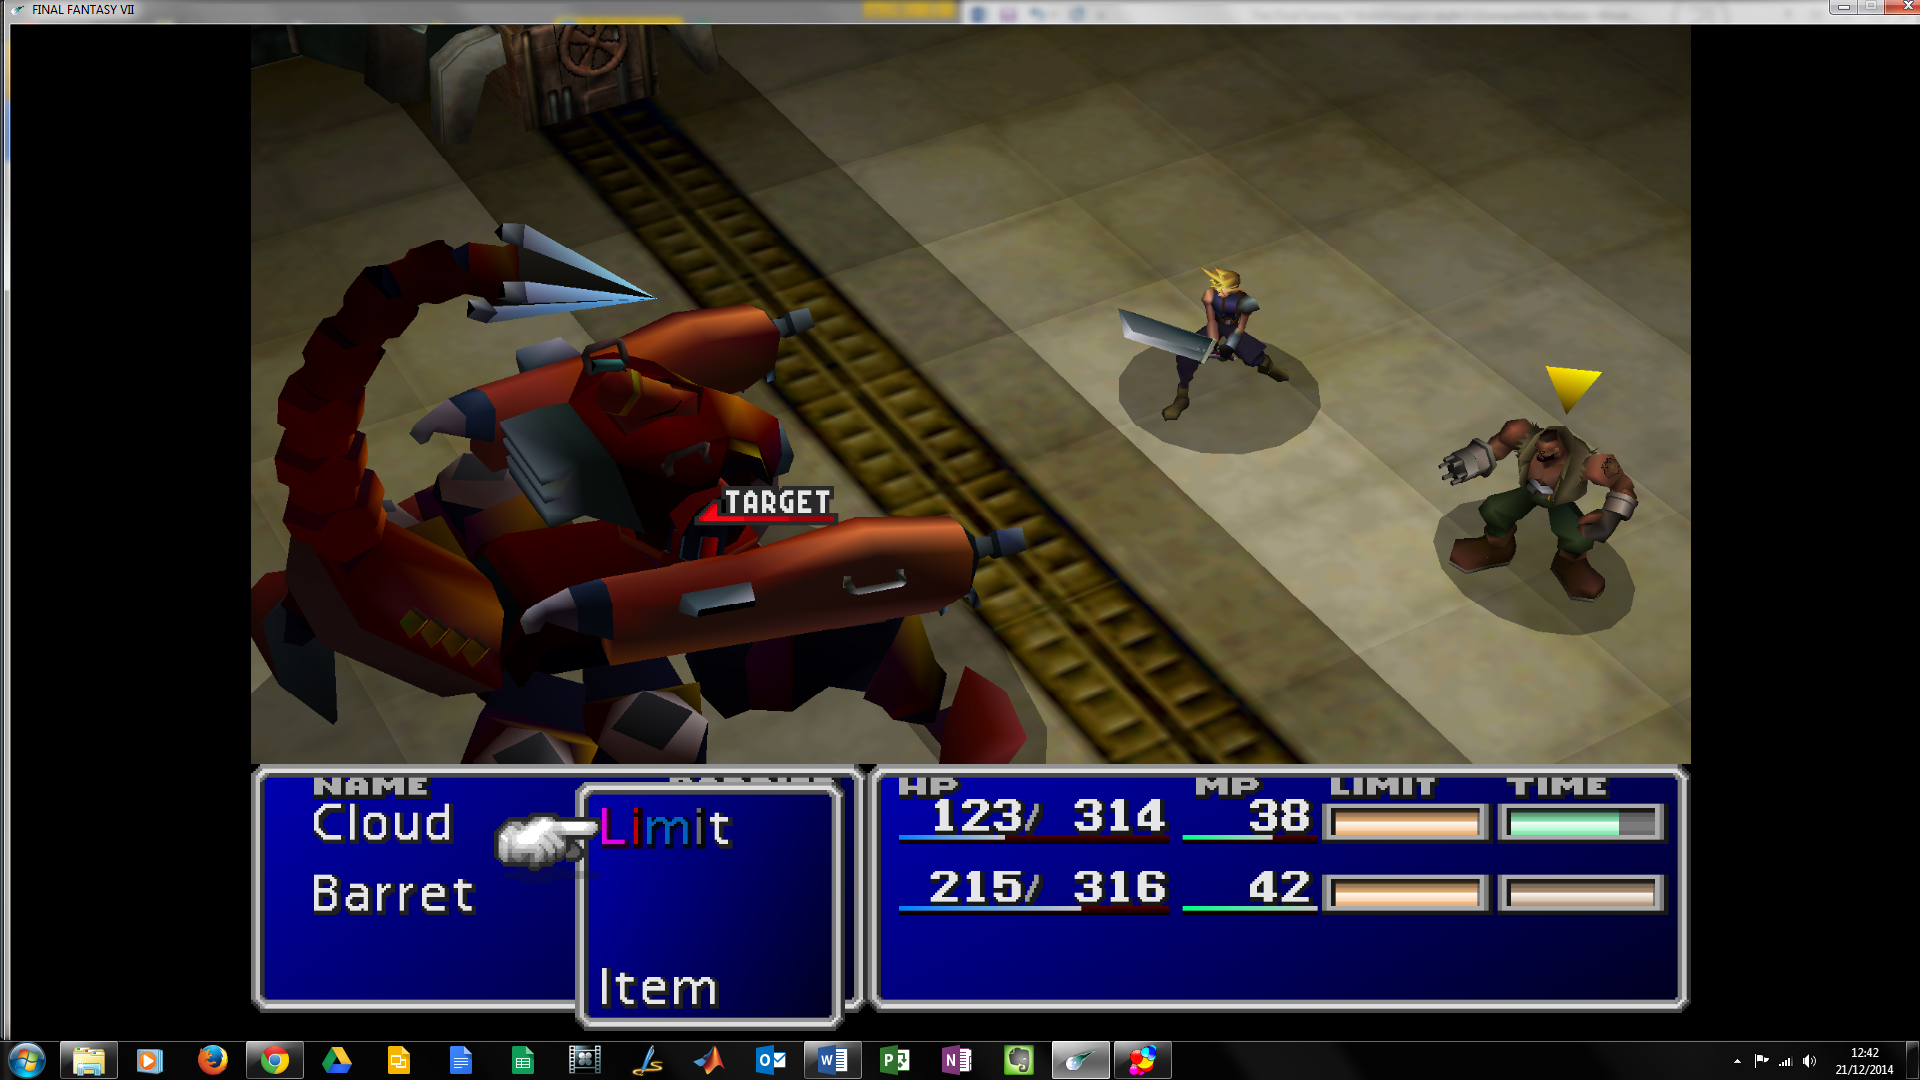 FINAL FANTASY VII
TARGET
NAME
HP MP LIMIT TIME
Cloud Limit 123/ 314 38
Barret 215/ 316 42
Item
12:42
21/12/2014